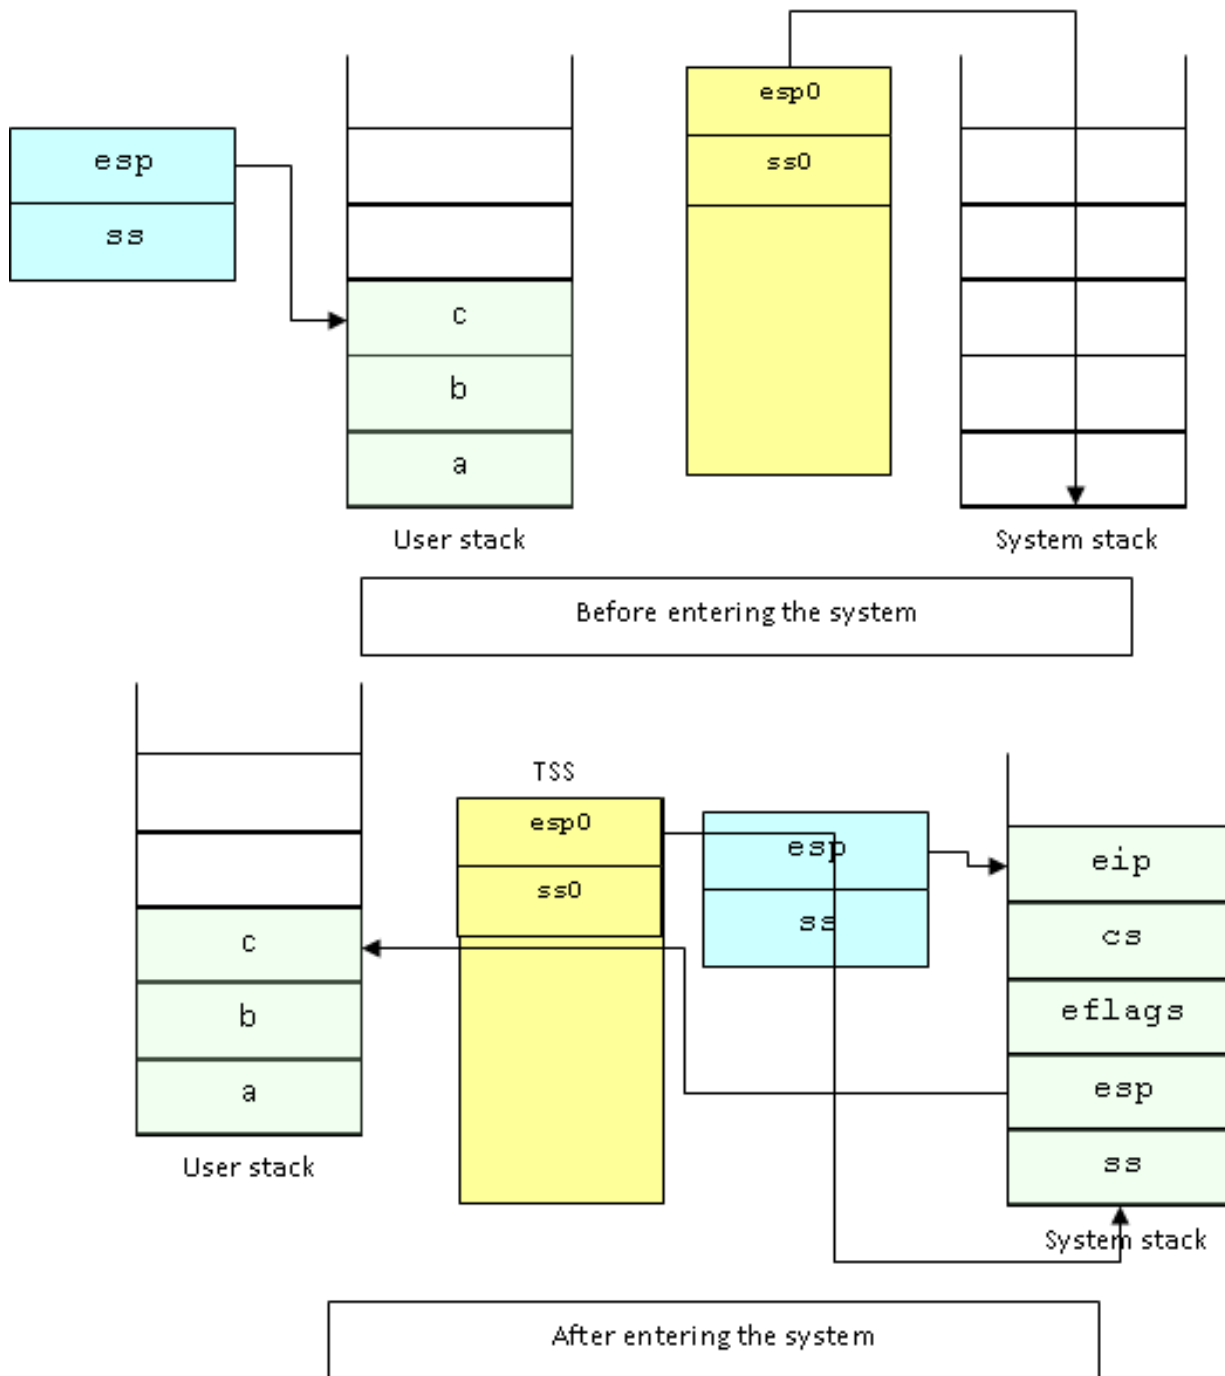 esp0
esp
ss0
ss
c
b
a
User stack
System stack
Before entering the system
TSS
esp0
esp
eip
ss0
ss
cs
c
b
eflags
a
esp
User stack
ss
System stack
After entering the system